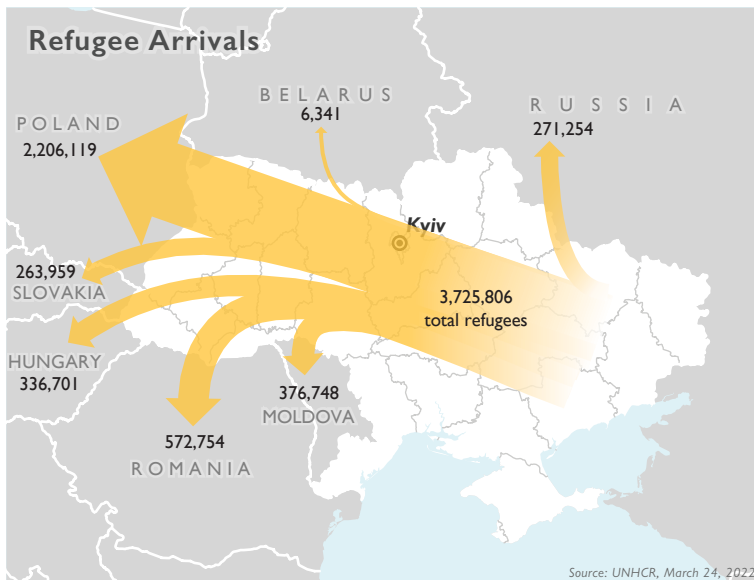 Refugee Arrivals
BELARUS
6,341
RUSSIA
271,254
POLAND
2,206,119
Kyiv
263,959
SLOVAKIA
3,725,806
total refugees
HUNGARY
336,701
376,748
MOLDOVA
572,754
ROMANIA
Source: UNHCR, March 24, 2022